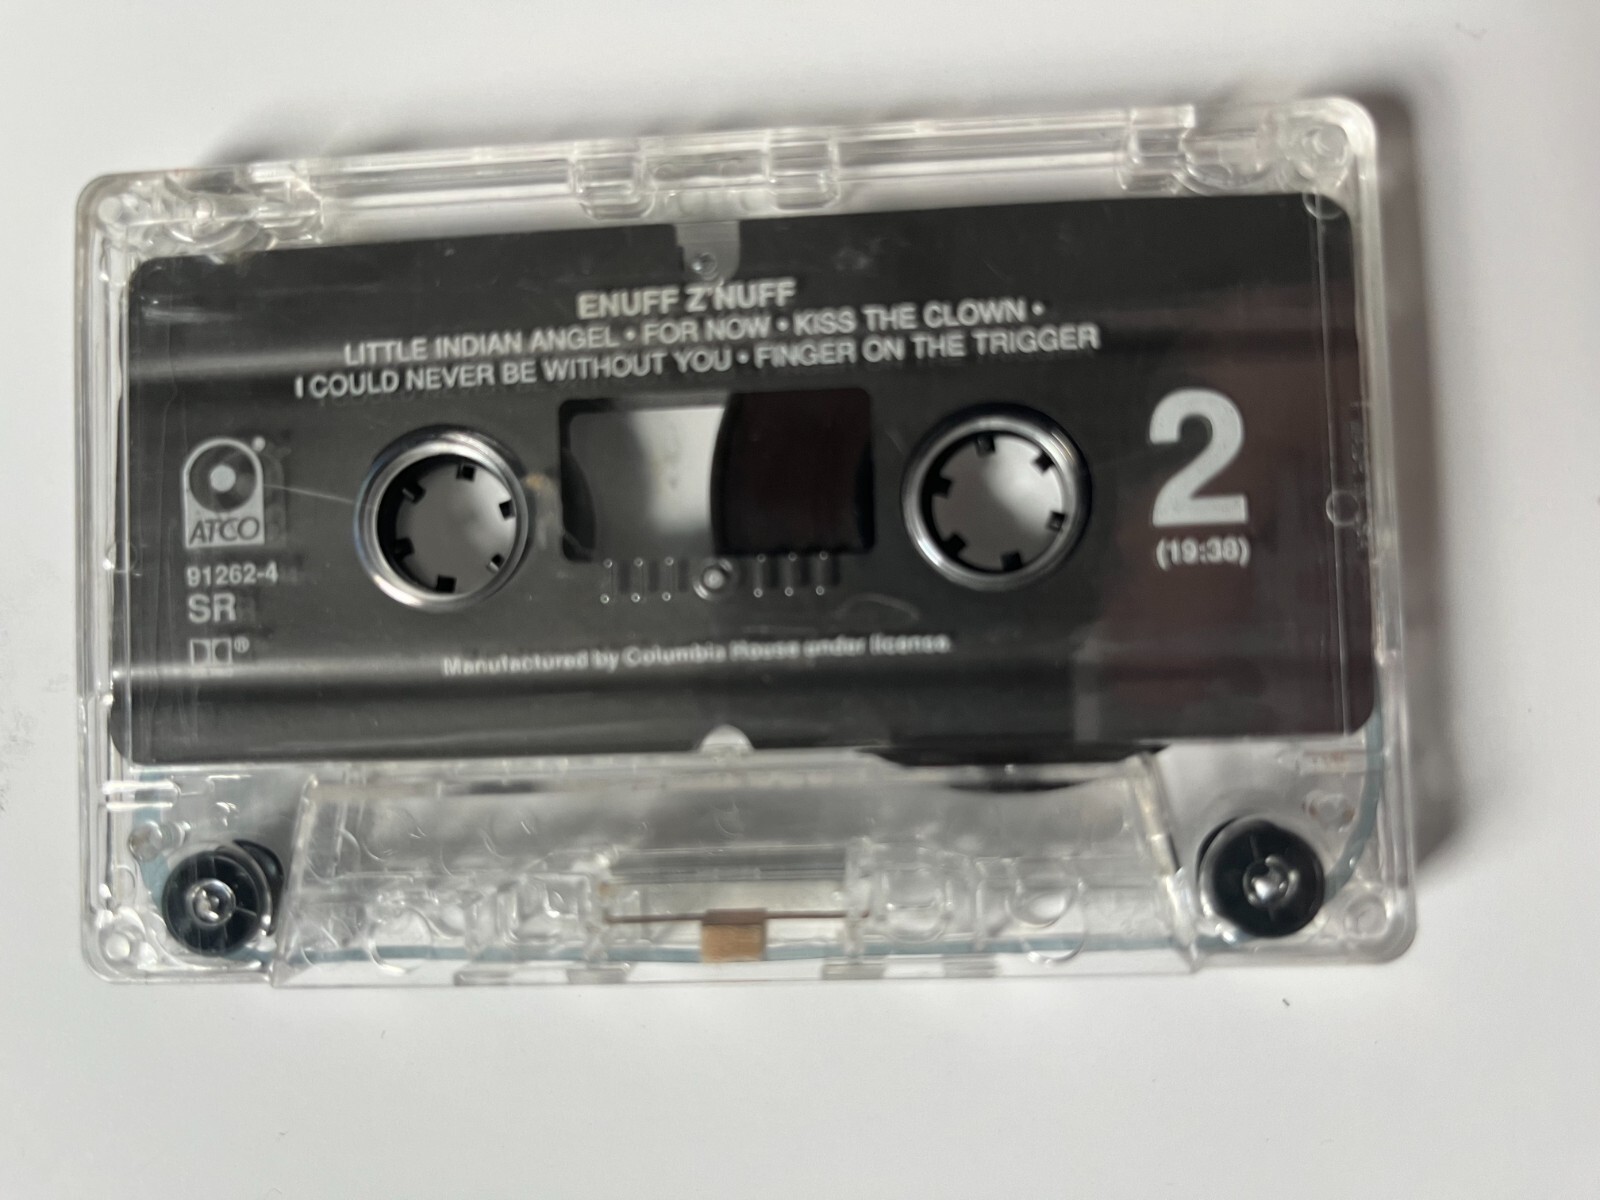 ENUFF Z'NUFF
LITTLE INDIAN ANGEL • FOR NOW • KISS THE CLOWN •
I COULD NEVER BE WITHOUT YOU • FINGER ON THE TRIGGER
2
(19:38)
ATCO
91262-4
SR
®
Manufactured by Columbia House under license.